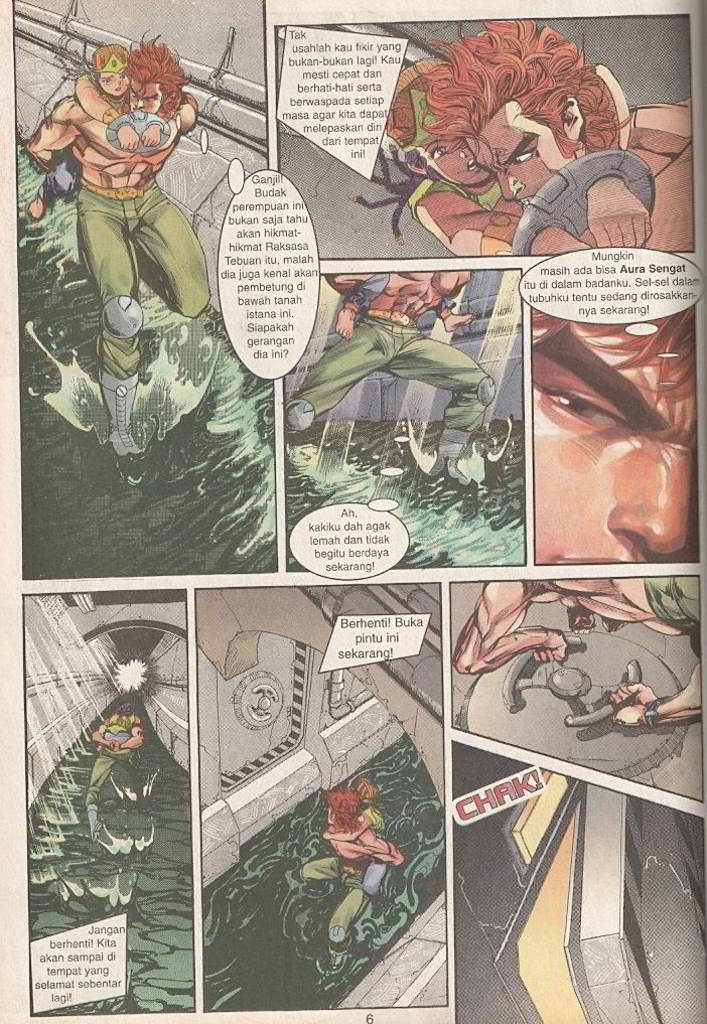 Ganjil!
Budak
perempuan ini
bukan saja tahu
akan hikmat-
hikmat Raksasa
Tebuan itu, malah
dia juga kenal akan
pembetung di
bawah tanah
istana ini.
Siapakah
gerangan
dia ini?
Tak
usahlah kau fikir yang
bukan-bukan lagi! Kau
mesti cepat dan
berhati-hati serta
berwaspada setiap
masa agar kita dapat
melepaskan diri
dari tempat
ini!
Ah,
kakiku dah agak
lemah dan tidak
begitu berdaya
sekarang!
Mungkin
masih ada bisa Aura Sengat
itu di dalam badanku. Sel-sel dalam
tubuhku tentu sedang dirosakkan-
nya sekarang!
Jangan
berhenti! Kita
akan sampai di
tempat yang
selamat sebentar
lagi!
Berhenti! Buka
pintu ini
sekarang!
CHAK!
6